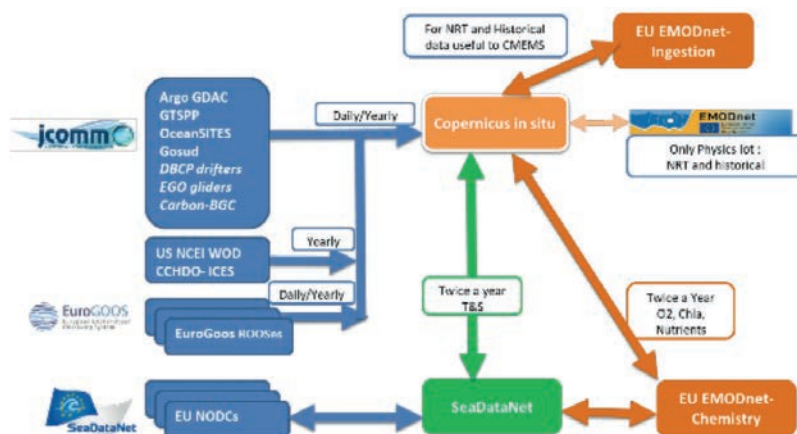 For NRT and Historical
data useful to CMEMS
EU EMODnet-
Ingestion
jcomm
Argo GDAC
GTSPP
OceanSITES
Gosud
DBCP drifters
EGO gliders
Carbon-BGC
Daily/Yearly
Copernicus in situ
EMODnet
Only Physics lot :
NRT and historical
US NCEI WOD
CCHDO- ICES
Yearly
Daily/Yearly
EuroGOOS
EuroGoos ROOSes
Twice a year
T&S
Twice a Year
O2, Chla,
Nutrients
SeaDataNet
EU NODCs
SeaDataNet
EU EMODnet-
Chemistry